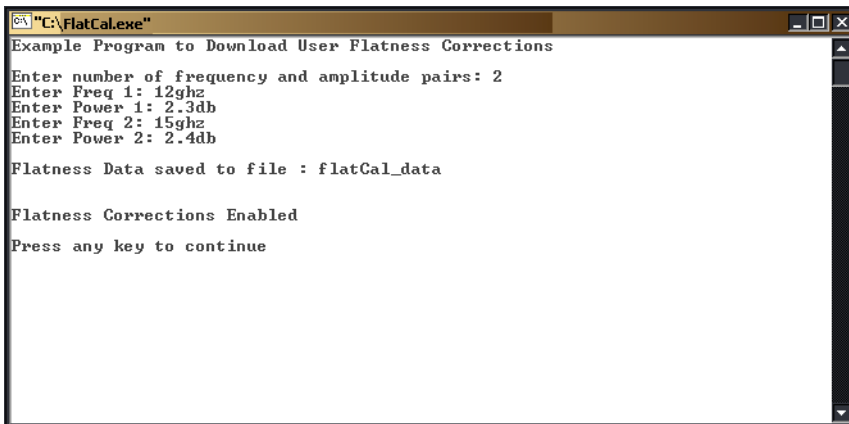 "C:\FlatCal.exe"
Example Program to Download User Flatness Corrections
Enter number of frequency and amplitude pairs: 2
Enter Freq 1: 12ghz
Enter Power 1: 2.3db
Enter Freq 2: 15ghz
Enter Power 2: 2.4db
Flatness Data saved to file : flatCal_data
Flatness Corrections Enabled
Press any key to continue